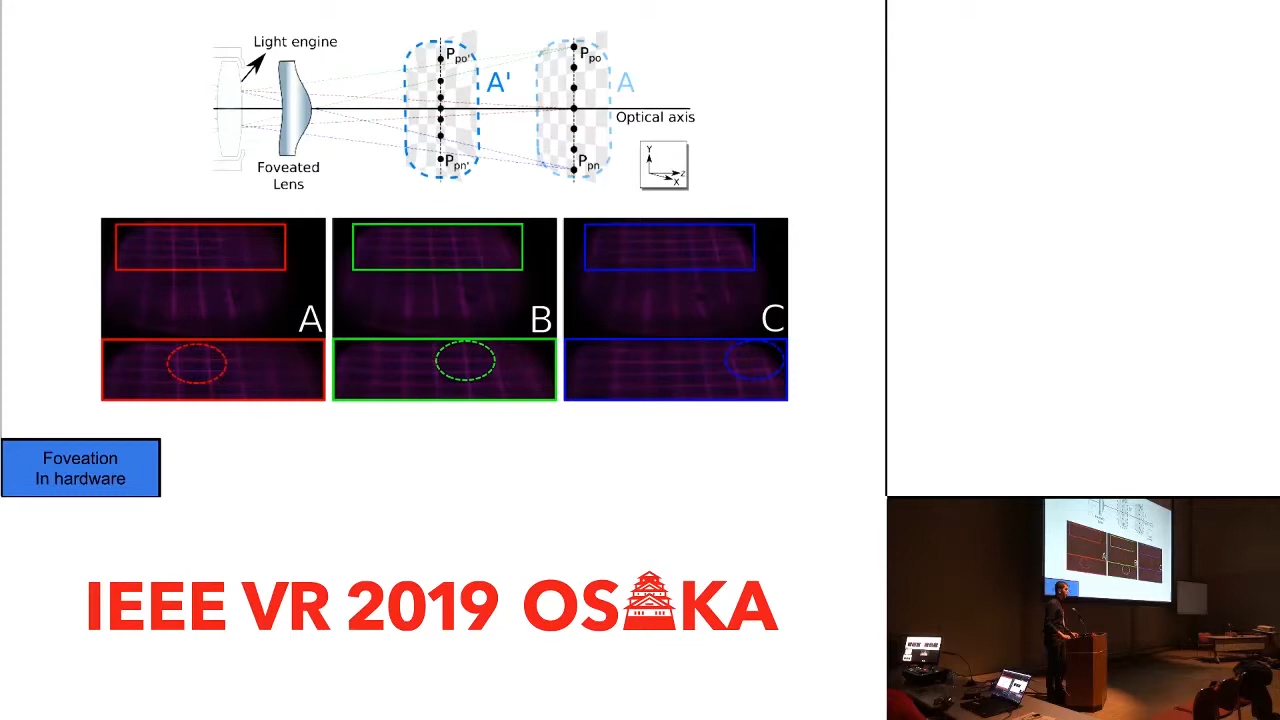 Light engine
Foveated
Lens
Ppo'
Ppn'
A'
Ppo
Ppn
A
Optical axis
Y
Z
X
A
B
C
Foveation
In hardware
IEEE VR 2019 OSAKA